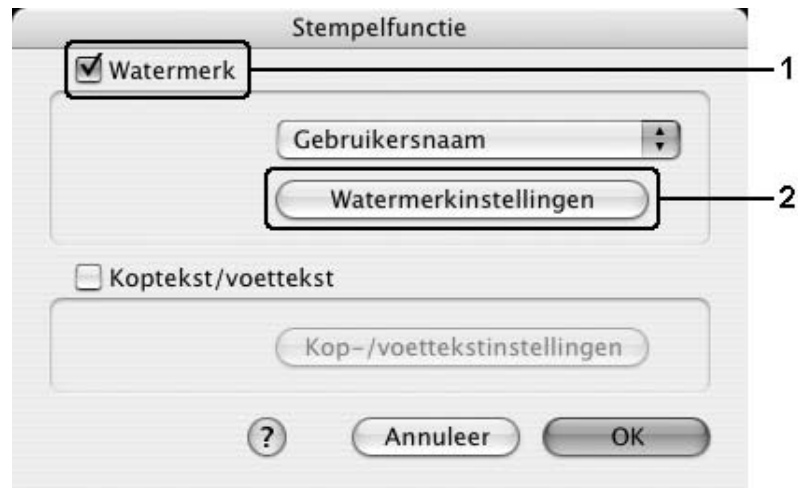 Stempelfunctie
Watermerk
1
Gebruikersnaam
Watermerkinstellingen
2
Koptekst/voettekst
Kop-/voettekstinstellingen
? Annuleer OK